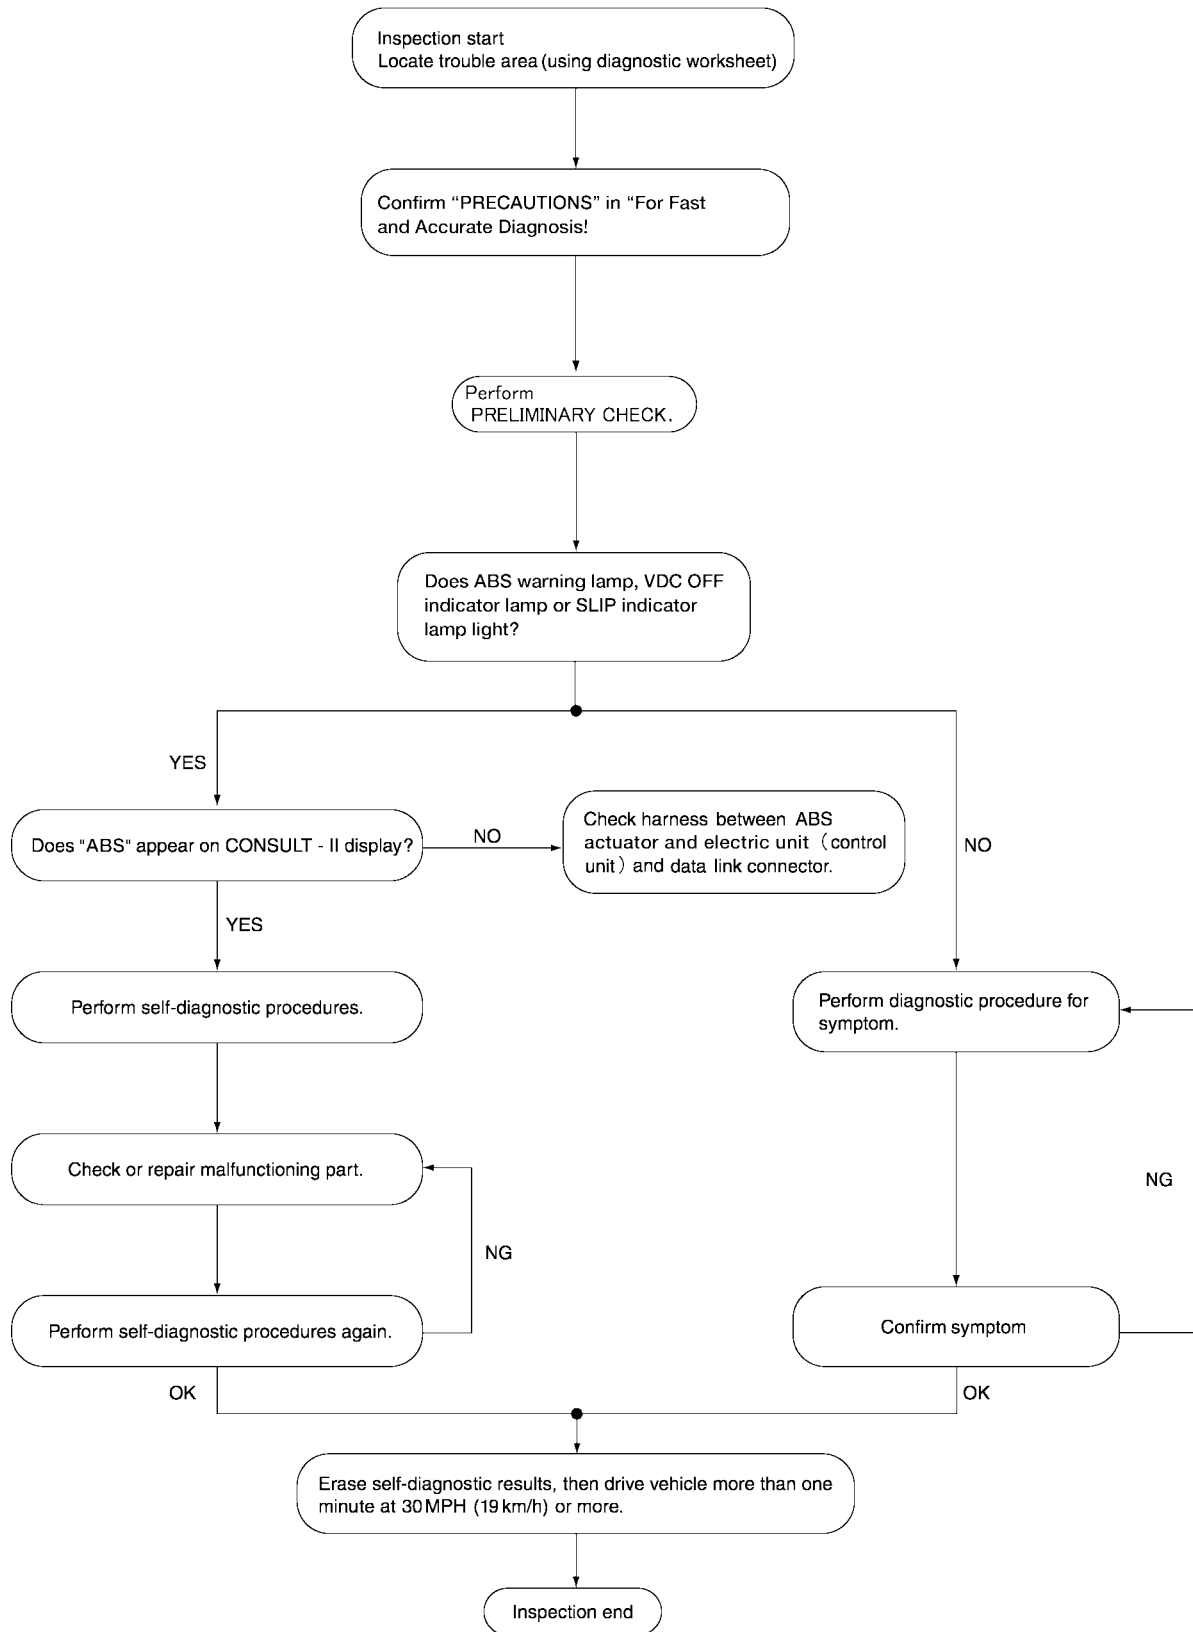 Inspection start
Locate trouble area (using diagnostic worksheet)
Confirm “PRECAUTIONS” in “For Fast
and Accurate Diagnosis!
Perform
PRELIMINARY CHECK.
Does ABS warning lamp, VDC OFF
indicator lamp or SLIP indicator
lamp light?
YES
NO
Does "ABS" appear on CONSULT - II display?
NO
Check harness between ABS
actuator and electric unit (control
unit) and data link connector.
YES
Perform self-diagnostic procedures.
Perform diagnostic procedure for
symptom.
Check or repair malfunctioning part.
NG
NG
Perform self-diagnostic procedures again.
Confirm symptom
OK
OK
Erase self-diagnostic results, then drive vehicle more than one
minute at 30 MPH (19 km/h) or more.
Inspection end